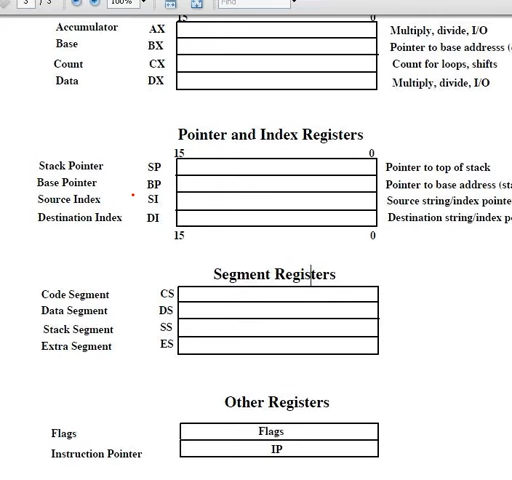 3 / 3 100% Find
15 0
Accumulator AX Multiply, divide, I/O
Base BX Pointer to base addresss (
Count CX Count for loops, shifts
Data DX Multiply, divide, I/O
Pointer and Index Registers
15 0
Stack Pointer SP Pointer to top of stack
Base Pointer BP Pointer to base address (sta
Source Index SI Source string/index pointe
Destination Index DI Destination string/index p
15 0
Segment Registers
Code Segment CS
Data Segment DS
Stack Segment SS
Extra Segment ES
Other Registers
Flags Flags
Instruction Pointer IP